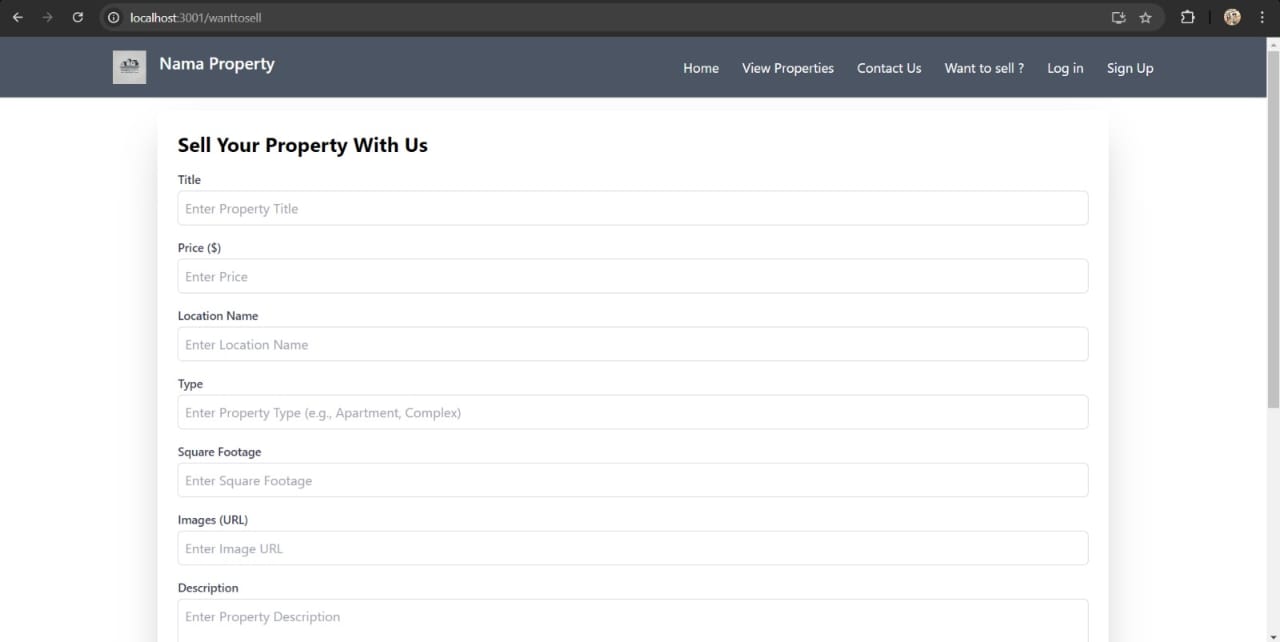 localhost:3001/wanttosell
Nama Property
Home View Properties Contact Us Want to sell ? Log in Sign Up
Sell Your Property With Us
Title
Enter Property Title
Price ($)
Enter Price
Location Name
Enter Location Name
Type
Enter Property Type (e.g., Apartment, Complex)
Square Footage
Enter Square Footage
Images (URL)
Enter Image URL
Description
Enter Property Description